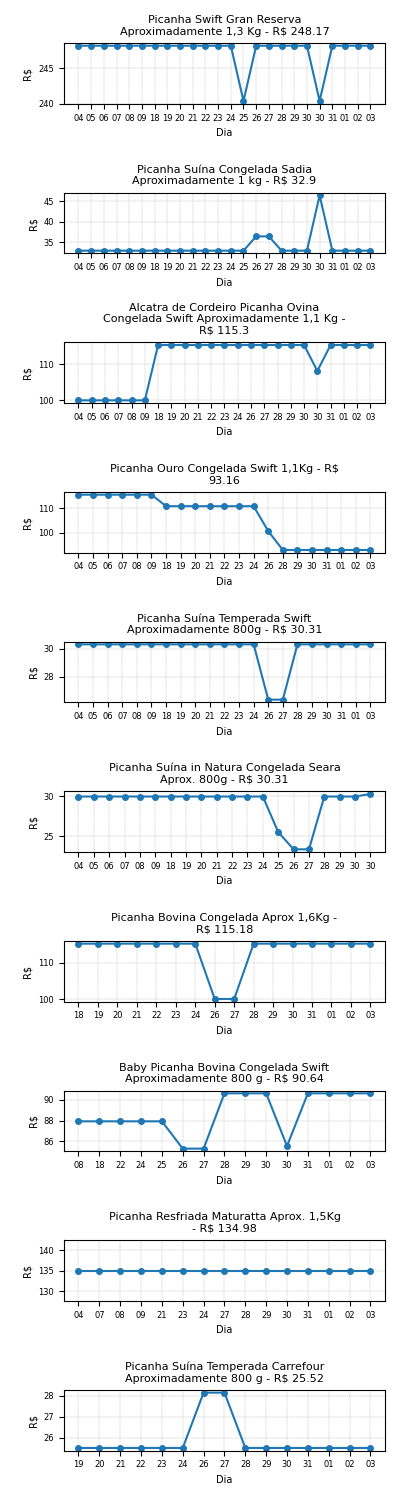 Picanha Swift Gran Reserva
Aproximadamente 1,3 Kg - R$ 248.17
245
240
R$
04 05 06 07 08 09 18 19 20 21 22 23 24 25 26 27 28 29 30 30 31 01 02 03
Dia
Picanha Suína Congelada Sadia
Aproximadamente 1 kg - R$ 32.9
45
40
35
R$
04 05 06 07 08 09 18 19 20 21 22 23 24 25 26 27 28 29 30 30 31 01 02 03
Dia
Alcatra de Cordeiro Picanha Ovina
Congelada Swift Aproximadamente 1,1 Kg -
R$ 115.3
110
100
R$
04 05 06 07 08 09 18 19 20 21 22 23 24 26 27 28 29 30 30 31 01 02 03
Dia
Picanha Ouro Congelada Swift 1,1Kg - R$
93.16
110
100
R$
04 05 06 07 08 09 18 19 20 21 22 23 24 26 28 29 30 31 01 02 03
Dia
Picanha Suína Temperada Swift
Aproximadamente 800g - R$ 30.31
30
28
R$
04 05 06 07 08 09 18 19 20 21 22 23 24 26 27 28 29 30 31 01 03
Dia
Picanha Suína in Natura Congelada Seara
Aprox. 800g - R$ 30.31
30
25
R$
04 05 06 07 08 09 18 19 20 21 22 23 24 25 26 27 28 29 30 30
Dia
Picanha Bovina Congelada Aprox 1,6Kg -
R$ 115.18
110
100
R$
18 19 20 21 22 23 24 26 27 28 29 30 31 01 02 03
Dia
Baby Picanha Bovina Congelada Swift
Aproximadamente 800 g - R$ 90.64
90
88
86
R$
08 18 22 24 25 26 27 28 29 30 30 31 01 02 03
Dia
Picanha Resfriada Maturatta Aprox. 1,5Kg
- R$ 134.98
140
135
130
R$
04 07 08 09 21 23 24 27 28 29 30 31 01 02 03
Dia
Picanha Suína Temperada Carrefour
Aproximadamente 800 g - R$ 25.52
28
27
26
R$
19 20 21 22 23 24 26 27 28 29 30 31 01 02 03
Dia